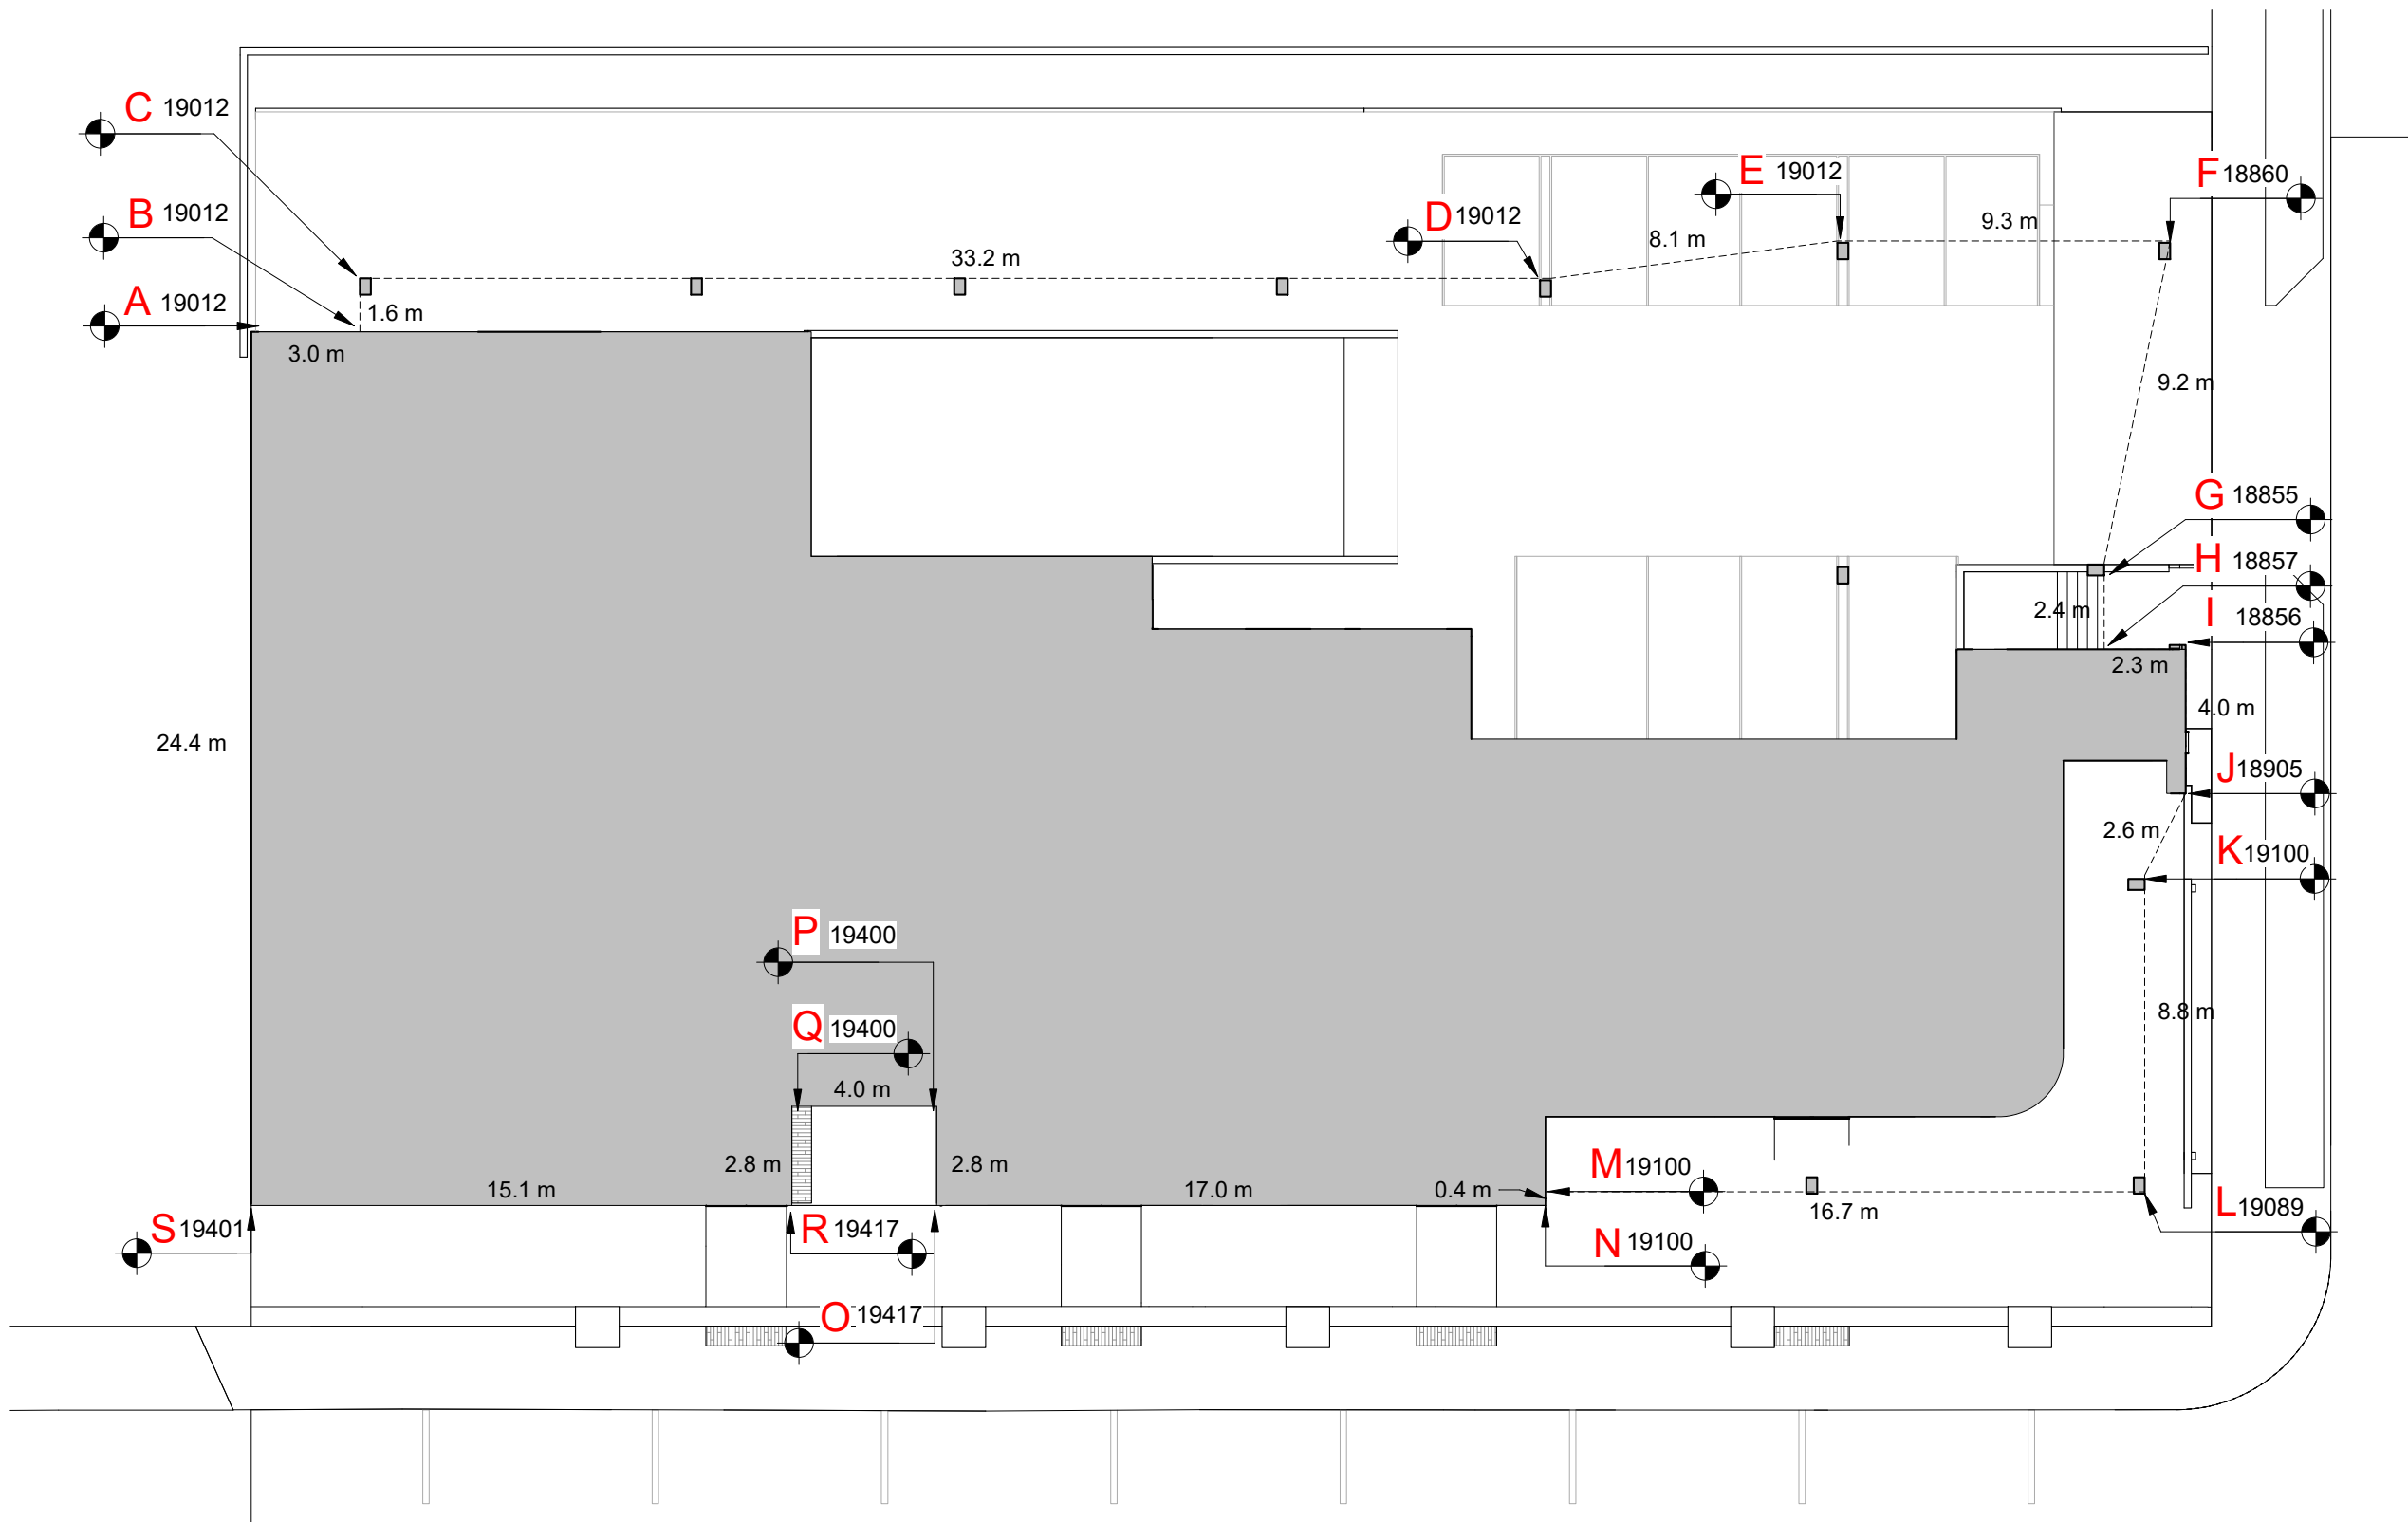 C 19012
E 19012
F 18860
B 19012
D 19012
9.3 m
8.1 m
33.2 m
A 19012
1.6 m
3.0 m
9.2 m
G 18855
H 18857
2.4 m
I 18856
2.3 m
4.0 m
24.4 m
J 18905
2.6 m
K 19100
P 19400
8.8 m
Q 19400
4.0 m
2.8 m
2.8 m
M 19100
15.1 m
17.0 m
0.4 m
L 19089
16.7 m
S 19401
R 19417
N 19100
O 19417